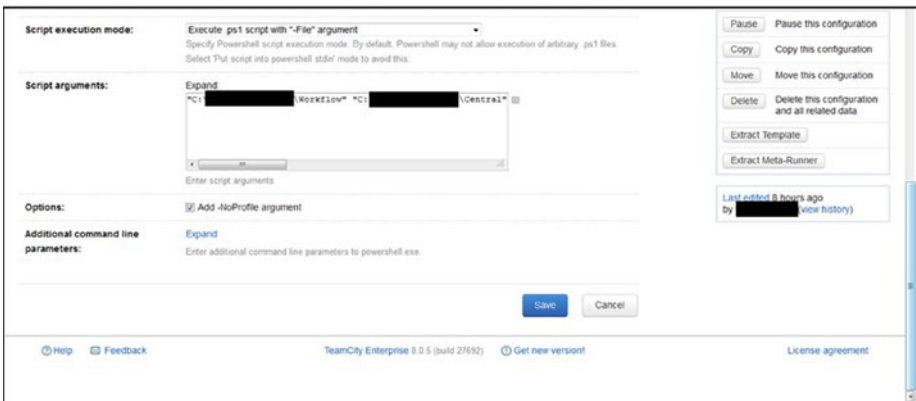 Script execution mode:
Execute .ps1 script with "-File" argument
Specify Powershell script execution mode. By default, Powershell may not allow execution of arbitrary .ps1 files.
Select 'Put script into powershell stdin' mode to avoid this.
Script arguments:
Expand
"C:\ \Workflow" "C: \Central"
Enter script arguments
Options:
Add -NoProfile argument
Additional command line
parameters:
Expand
Enter additional command line parameters to powershell.exe.
Save
Cancel
Pause
Pause this configuration
Copy
Copy this configuration
Move
Move this configuration
Delete
Delete this configuration
and all related data
Extract Template
Extract Meta-Runner
Last edited 8 hours ago
by (view history)
Help
Feedback
TeamCity Enterprise 8.0.5 (build 27692)
Get new version!
License agreement